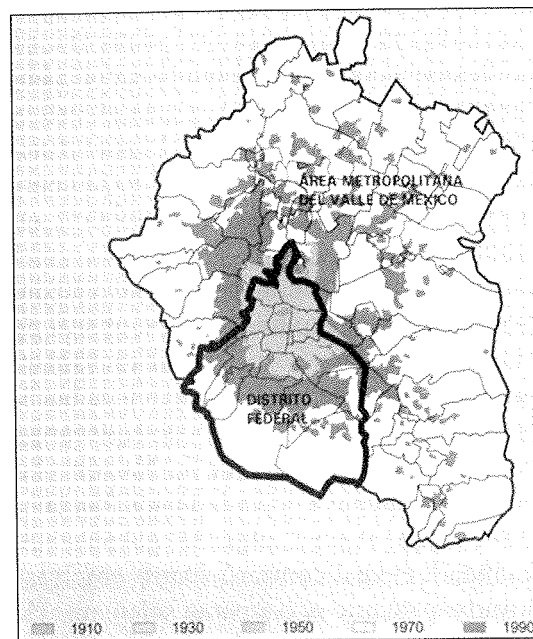 ÁREA METROPOLITANA
DEL VALLE DE MÉXICO
DISTRITO
FEDERAL
1910 1930 1950 1970 1990